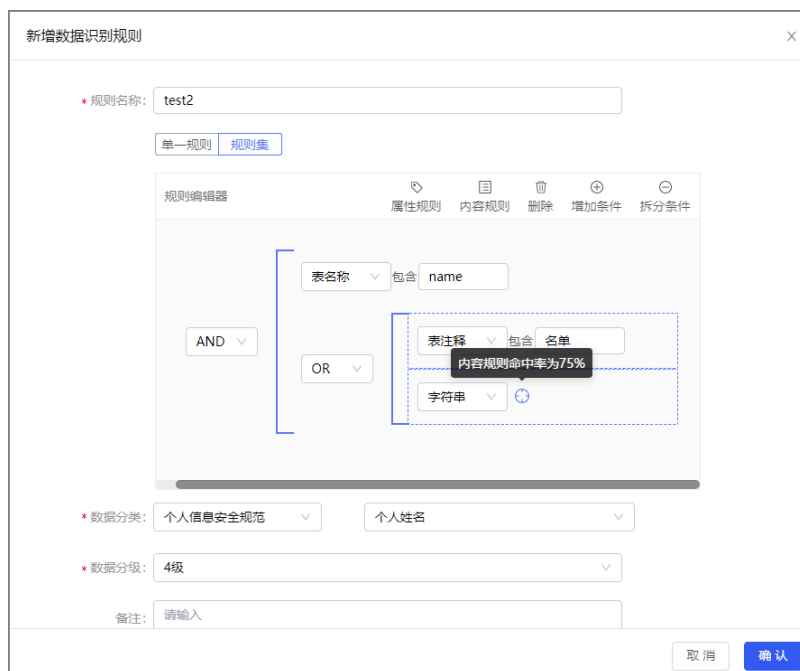 新增数据识别规则
* 规则名称: test2
单一规则 规则集
规则编辑器 属性规则 内容规则 删除 增加条件 拆分条件
表名称 包含 name
AND
表注释 包含 名单
内容规则命中率为75%
OR
字符串
* 数据分类: 个人信息安全规范 个人姓名
* 数据分级: 4级
备注: 请输入
取消 确认